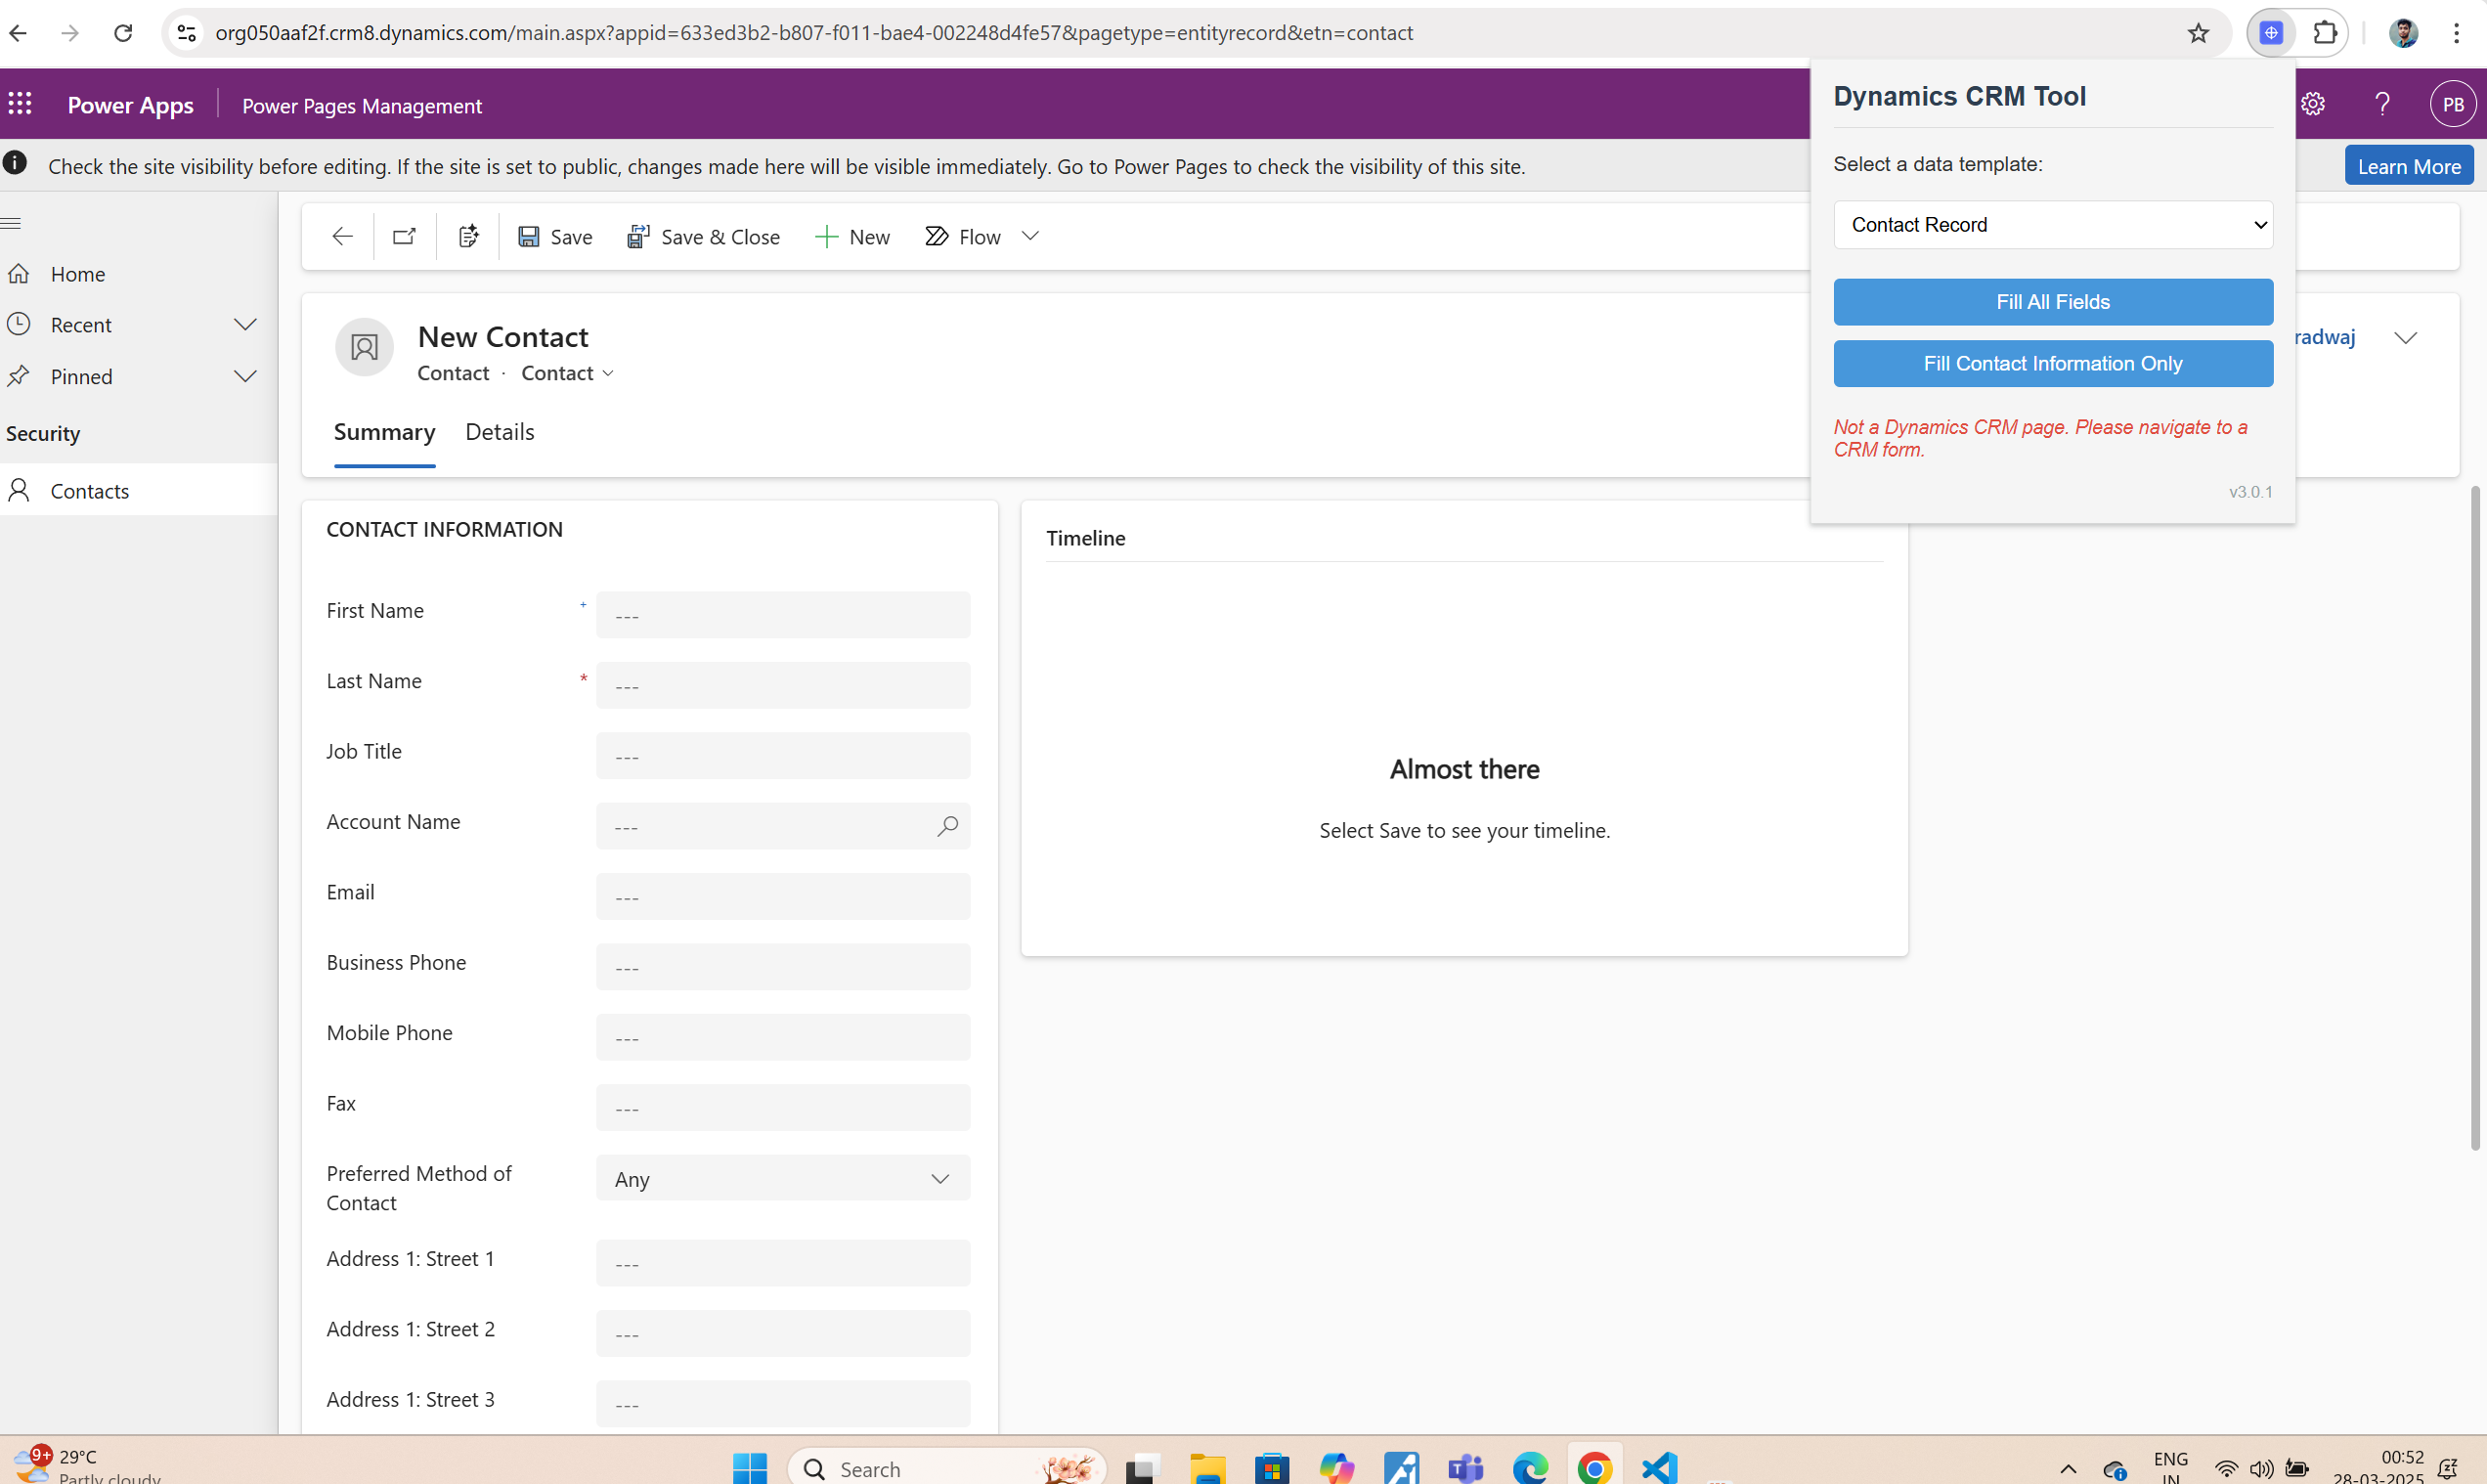 org050aaf2f.crm8.dynamics.com/main.aspx?appid=633ed3b2-b807-f011-bae4-002248d4fe57&pagetype=entityrecord&etn=contact
Power Apps
Power Pages Management
PB
Check the site visibility before editing. If the site is set to public, changes made here will be visible immediately. Go to Power Pages to check the visibility of this site.
Learn More
Dynamics CRM Tool
Select a data template:
Contact Record
Fill All Fields
Fill Contact Information Only
Not a Dynamics CRM page. Please navigate to a
CRM form.
v3.0.1
Home
Recent
Pinned
Security
Contacts
Save
Save & Close
New
Flow
New Contact
Contact · Contact
radwaj
Summary
Details
CONTACT INFORMATION
First Name + ---
Last Name * ---
Job Title ---
Account Name ---
Email ---
Business Phone ---
Mobile Phone ---
Fax ---
Preferred Method of
Contact
Any
Address 1: Street 1 ---
Address 1: Street 2 ---
Address 1: Street 3 ---
Timeline
Almost there
Select Save to see your timeline.
9+
29°C
Partly cloudy
Search
ENG
IN
00:52
28-03-2025